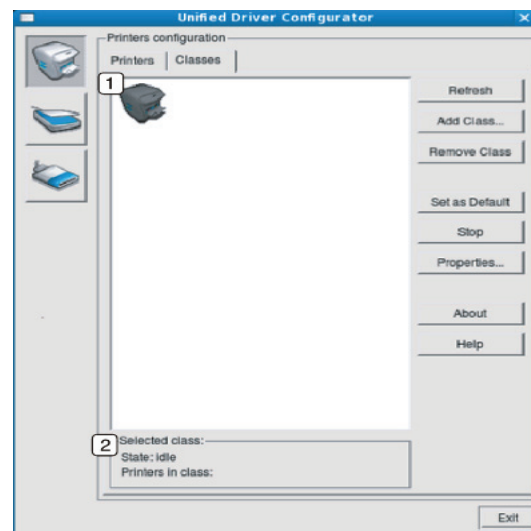 Unified Driver Configurator
Printers configuration
Printers Classes
1
Refresh
Add Class...
Remove Class
Set as Default
Stop
Properties...
About
Help
2
Selected class:
State: idle
Printers in class:
Exit